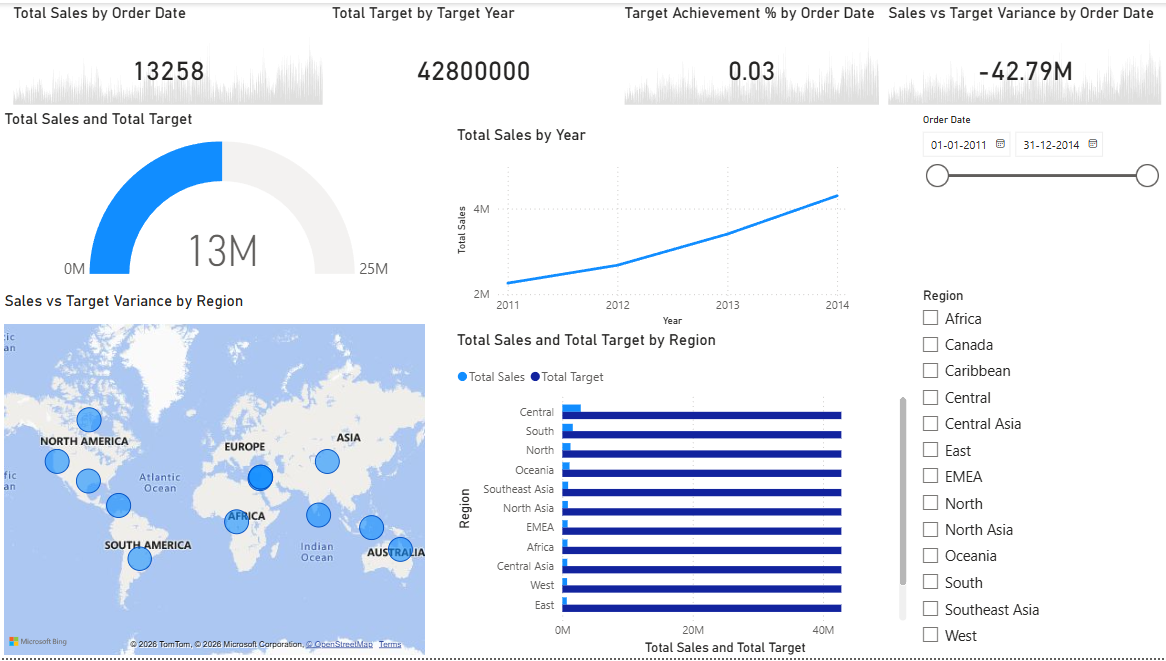 Total Sales by Order Date
13258
Total Target by Target Year
42800000
Target Achievement % by Order Date
0.03
Sales vs Target Variance by Order Date
-42.79M
Total Sales and Total Target
13M
0M
25M
Total Sales by Year
Total Sales
4M
2M
2011
2012
2013
2014
Year
Order Date
01-01-2011
31-12-2014
Sales vs Target Variance by Region
NORTH AMERICA
EUROPE
ASIA
Atlantic
Ocean
AFRICA
SOUTH AMERICA
Indian
Ocean
AUSTRALIA
Microsoft Bing
© 2026 TomTom, © 2026 Microsoft Corporation, © OpenStreetMap Terms
Total Sales and Total Target by Region
Total Sales
Total Target
Region
Central
South
North
Oceania
Southeast Asia
North Asia
EMEA
Africa
Central Asia
West
East
0M
20M
40M
Total Sales and Total Target
Region
Africa
Canada
Caribbean
Central
Central Asia
East
EMEA
North
North Asia
Oceania
South
Southeast Asia
West